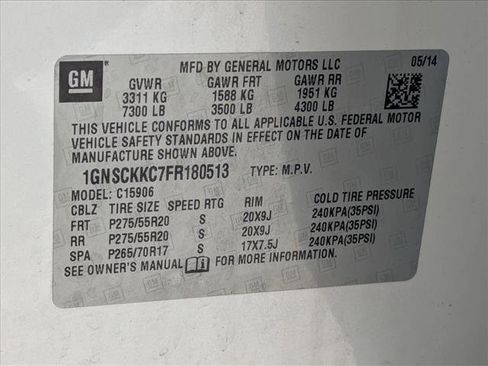 GM
MFD BY GENERAL MOTORS LLC 05/14
GVWR GAWR FRT GAWR RR
3311 KG 1588 KG 1951 KG
7300 LB 3500 LB 4300 LB
THIS VEHICLE CONFORMS TO ALL APPLICABLE U.S. FEDERAL MOTOR
VEHICLE SAFETY STANDARDS IN EFFECT ON THE DATE OF
MANUFACTURE SHOWN ABOVE.
1GNSCKKC7FR180513 TYPE: M.P.V.
MODEL: C15906
CBLZ TIRE SIZE SPEED RTG RIM COLD TIRE PRESSURE
FRT P275/55R20 S 20X9J 240KPA(35PSI)
RR P275/55R20 S 20X9J 240KPA(35PSI)
SPA P265/70R17 S 17X7.5J 240KPA(35PSI)
SEE OWNER'S MANUAL FOR MORE INFORMATION.